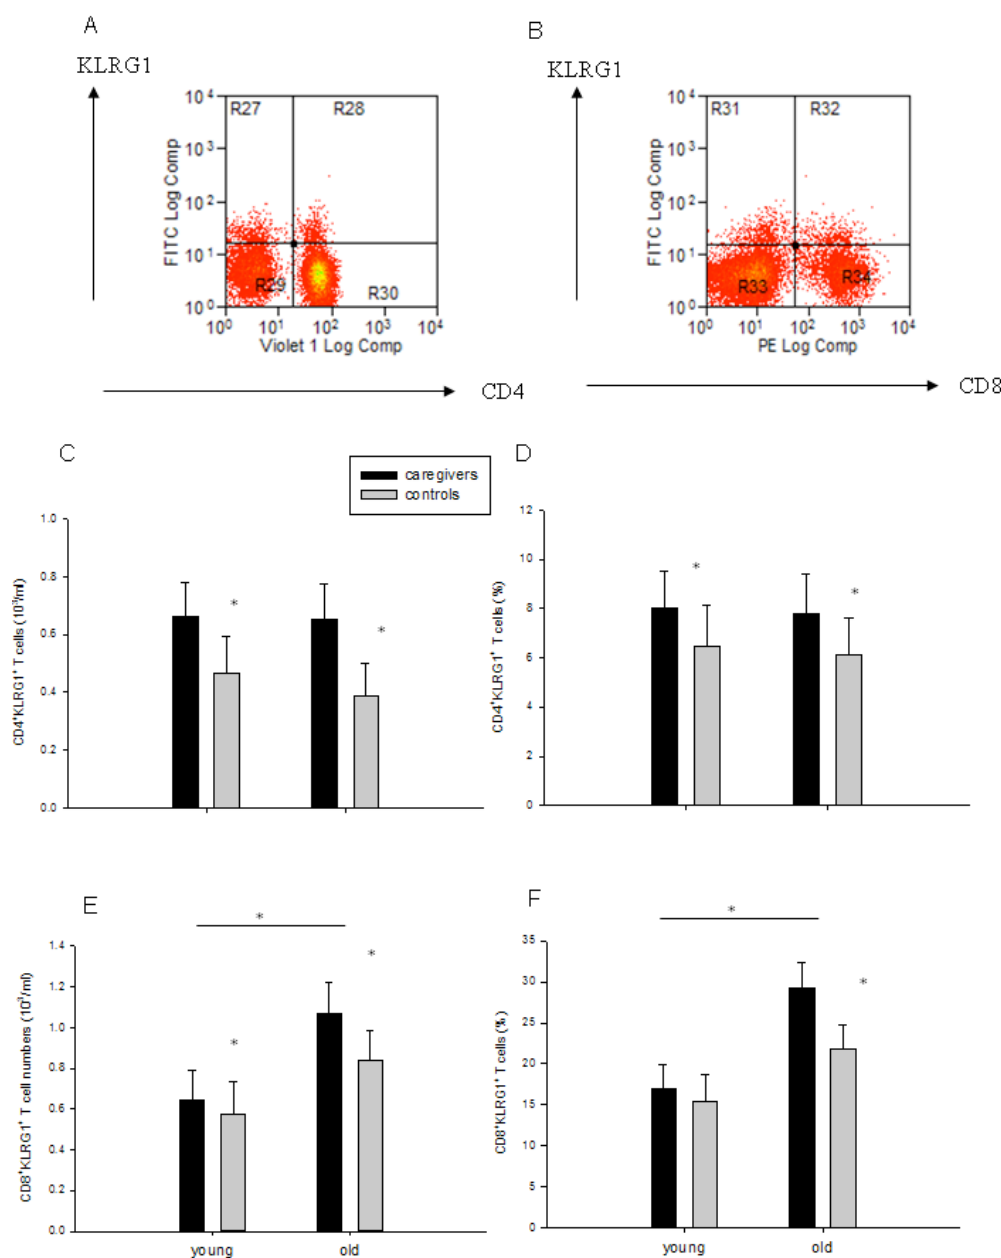 A
KLRG1
10⁴
10³
10²
10¹
10⁰
FITC Log Comp
R27
R28
R29
R30
10⁰ 10¹ 10² 10³ 10⁴
Violet 1 Log Comp
CD4
B
KLRG1
10⁴
10³
10²
10¹
10⁰
FITC Log Comp
R31
R32
R33
R34
10⁰ 10¹ 10² 10³ 10⁴
PE Log Comp
CD8
C
caregivers
controls
CD4⁺KLRG1⁺ T cells (10³/ml)
1.0
0.8
0.6
0.4
0.2
0.0
*
*
D
CD4⁺KLRG1⁺ T cells (%)
12
10
8
6
4
2
0
*
*
E
CD8⁺KLRG1⁺ T cell numbers (10³/ml)
1.4
1.2
1.0
0.8
0.6
0.4
0.2
0.0
*
*
*
young old
F
CD8⁺KLRG1⁺ T cells (%)
35
30
25
20
15
10
5
0
*
*
young old